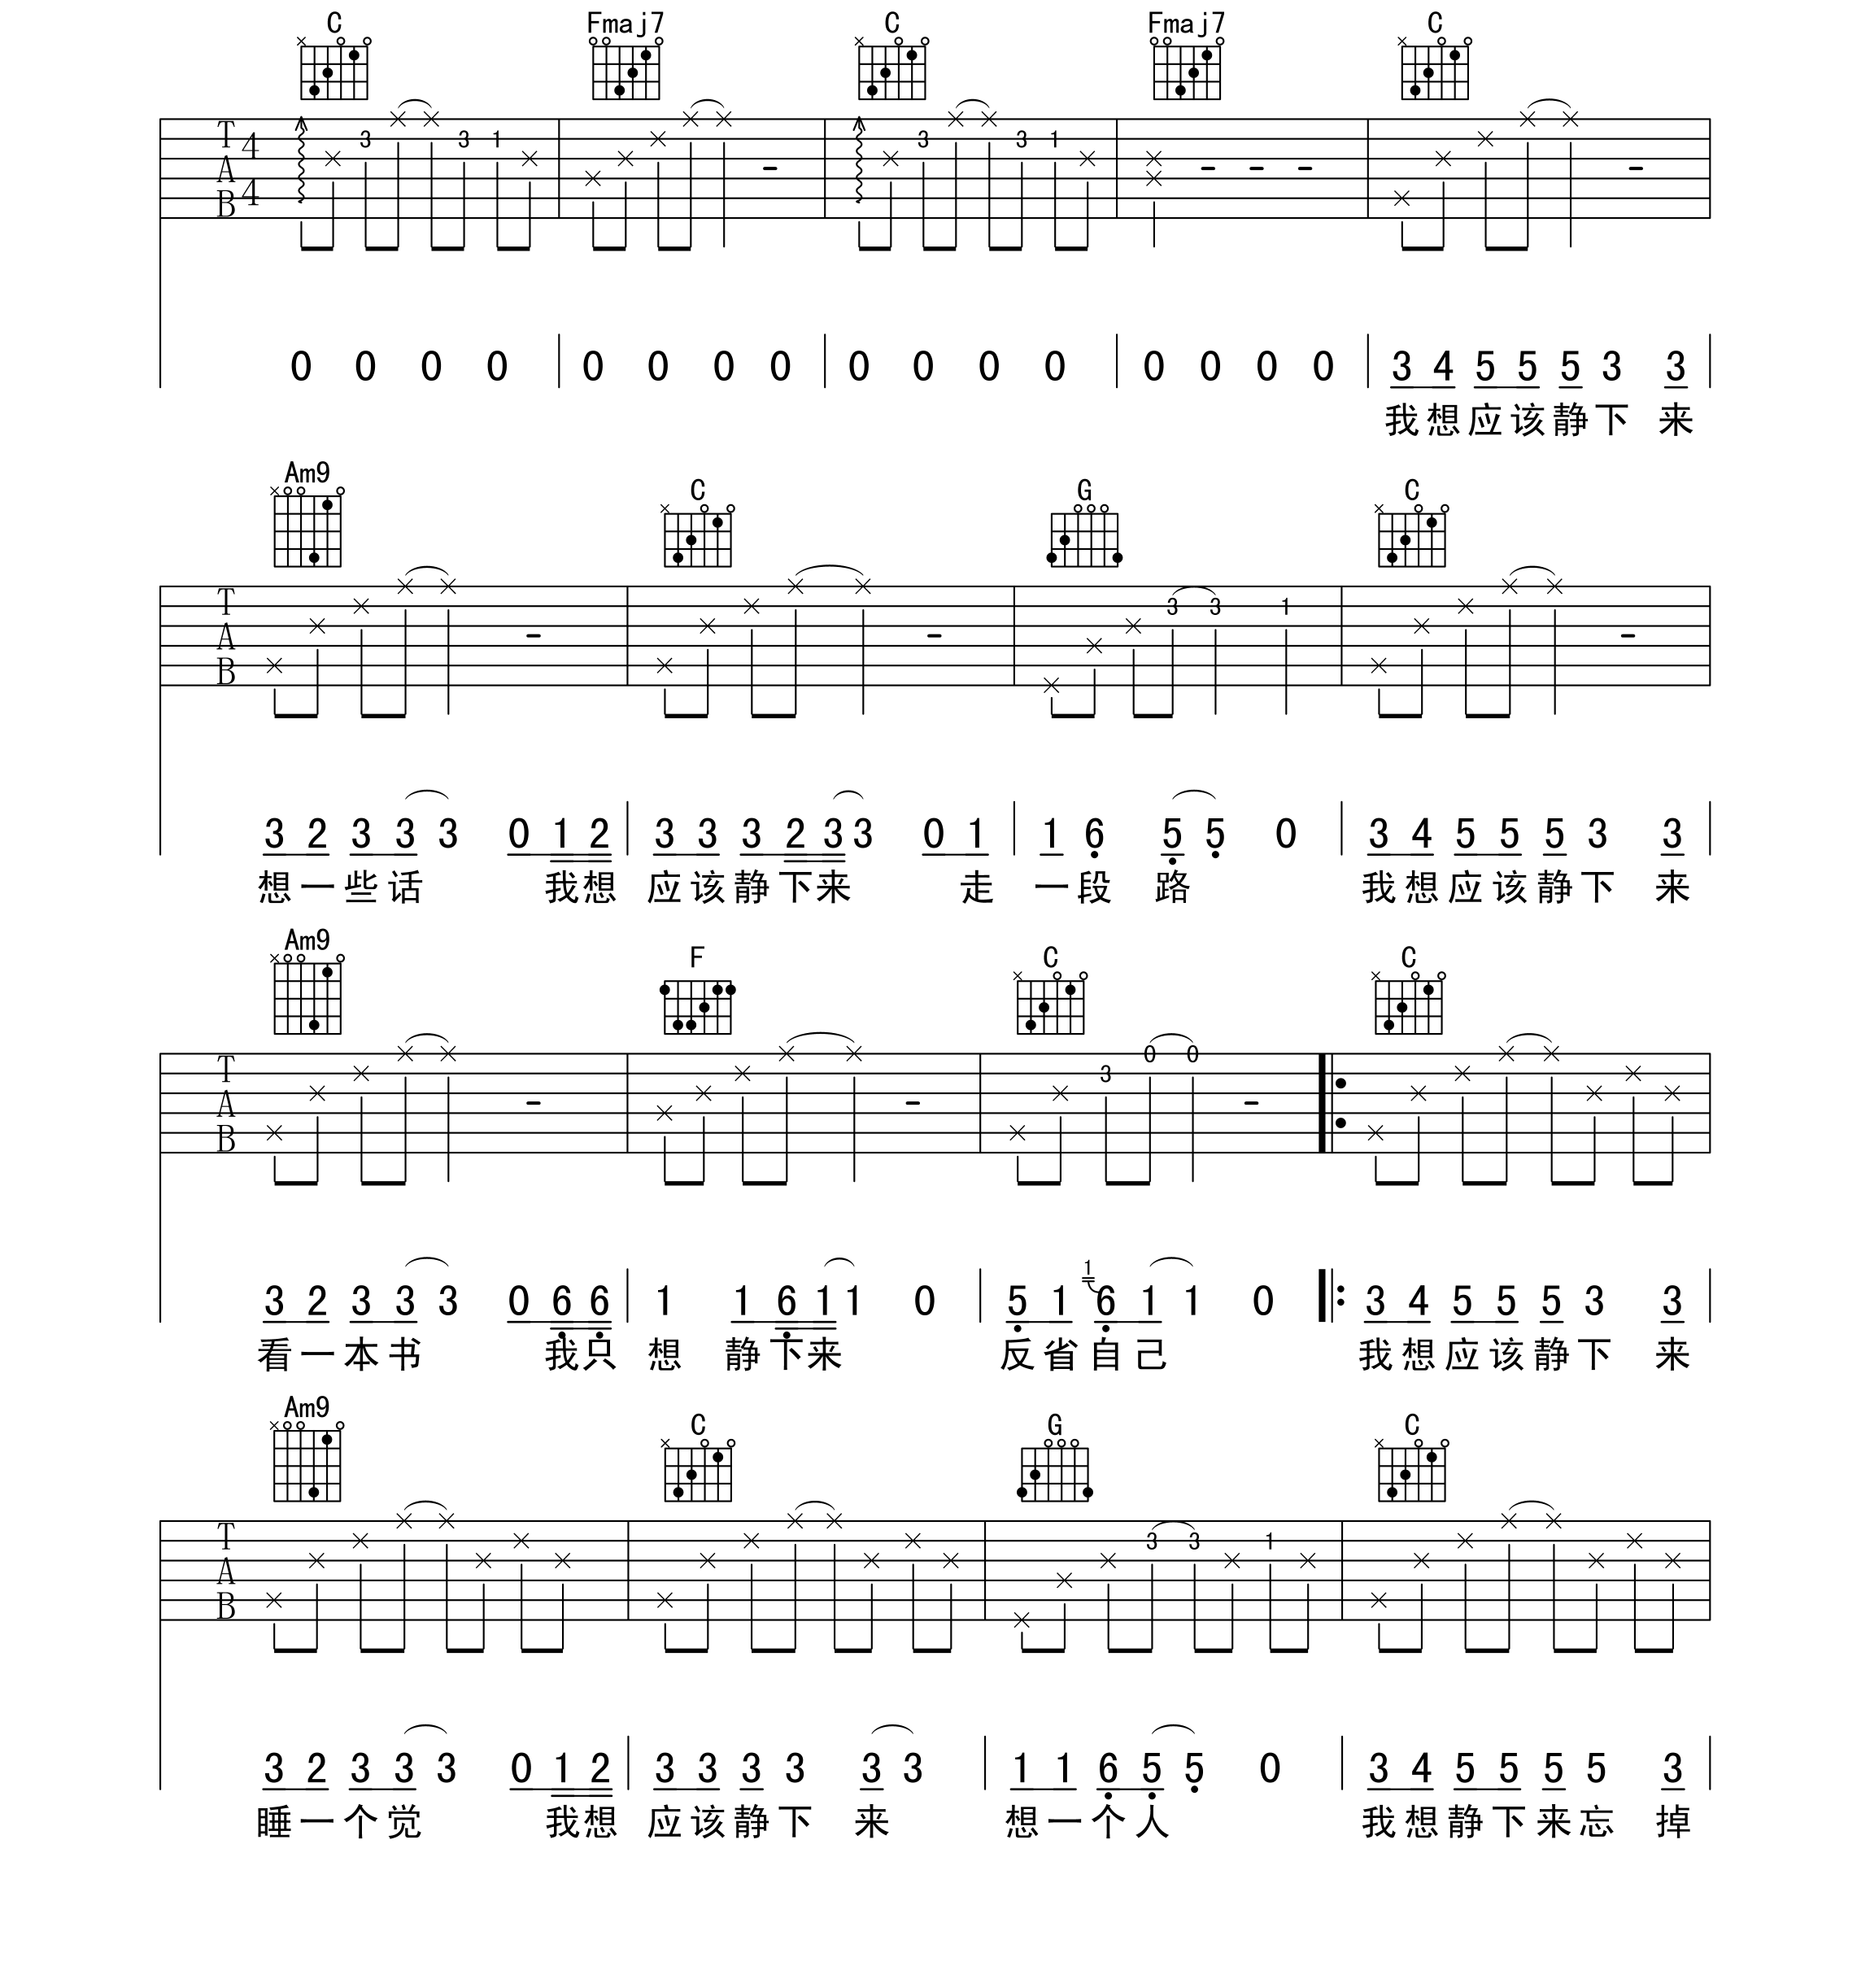 C Fmaj7 C Fmaj7 C
T A B 4 4 3 3 1 3 3 1
0 0 0 0 0 0 0 0 0 0 0 0 0 0 0 0 3 4 5 5 5 3 3
我想应该静下 来
Am9 C G C
T A B 3 3 1
3 2 3 3 3 0 1 2 3 3 3 2 3 3 0 1 1 6 5 5 0 3 4 5 5 5 3 3
想一些话 我想 应该静下来 走 一段 路 我想应该静下 来
Am9 F C C
T A B 3 0 0
3 2 3 3 3 0 6 6 1 1 6 1 1 0 5 1 1 6 1 1 0 3 4 5 5 5 3 3
看一本书 我只 想 静下来 反省自己 我想应该静下 来
Am9 C G C
T A B 3 3 1
3 2 3 3 3 0 1 2 3 3 3 3 3 3 1 1 6 5 5 0 3 4 5 5 5 5 3
睡一个觉 我想 应该静下 来 想一个人 我想静下来忘 掉